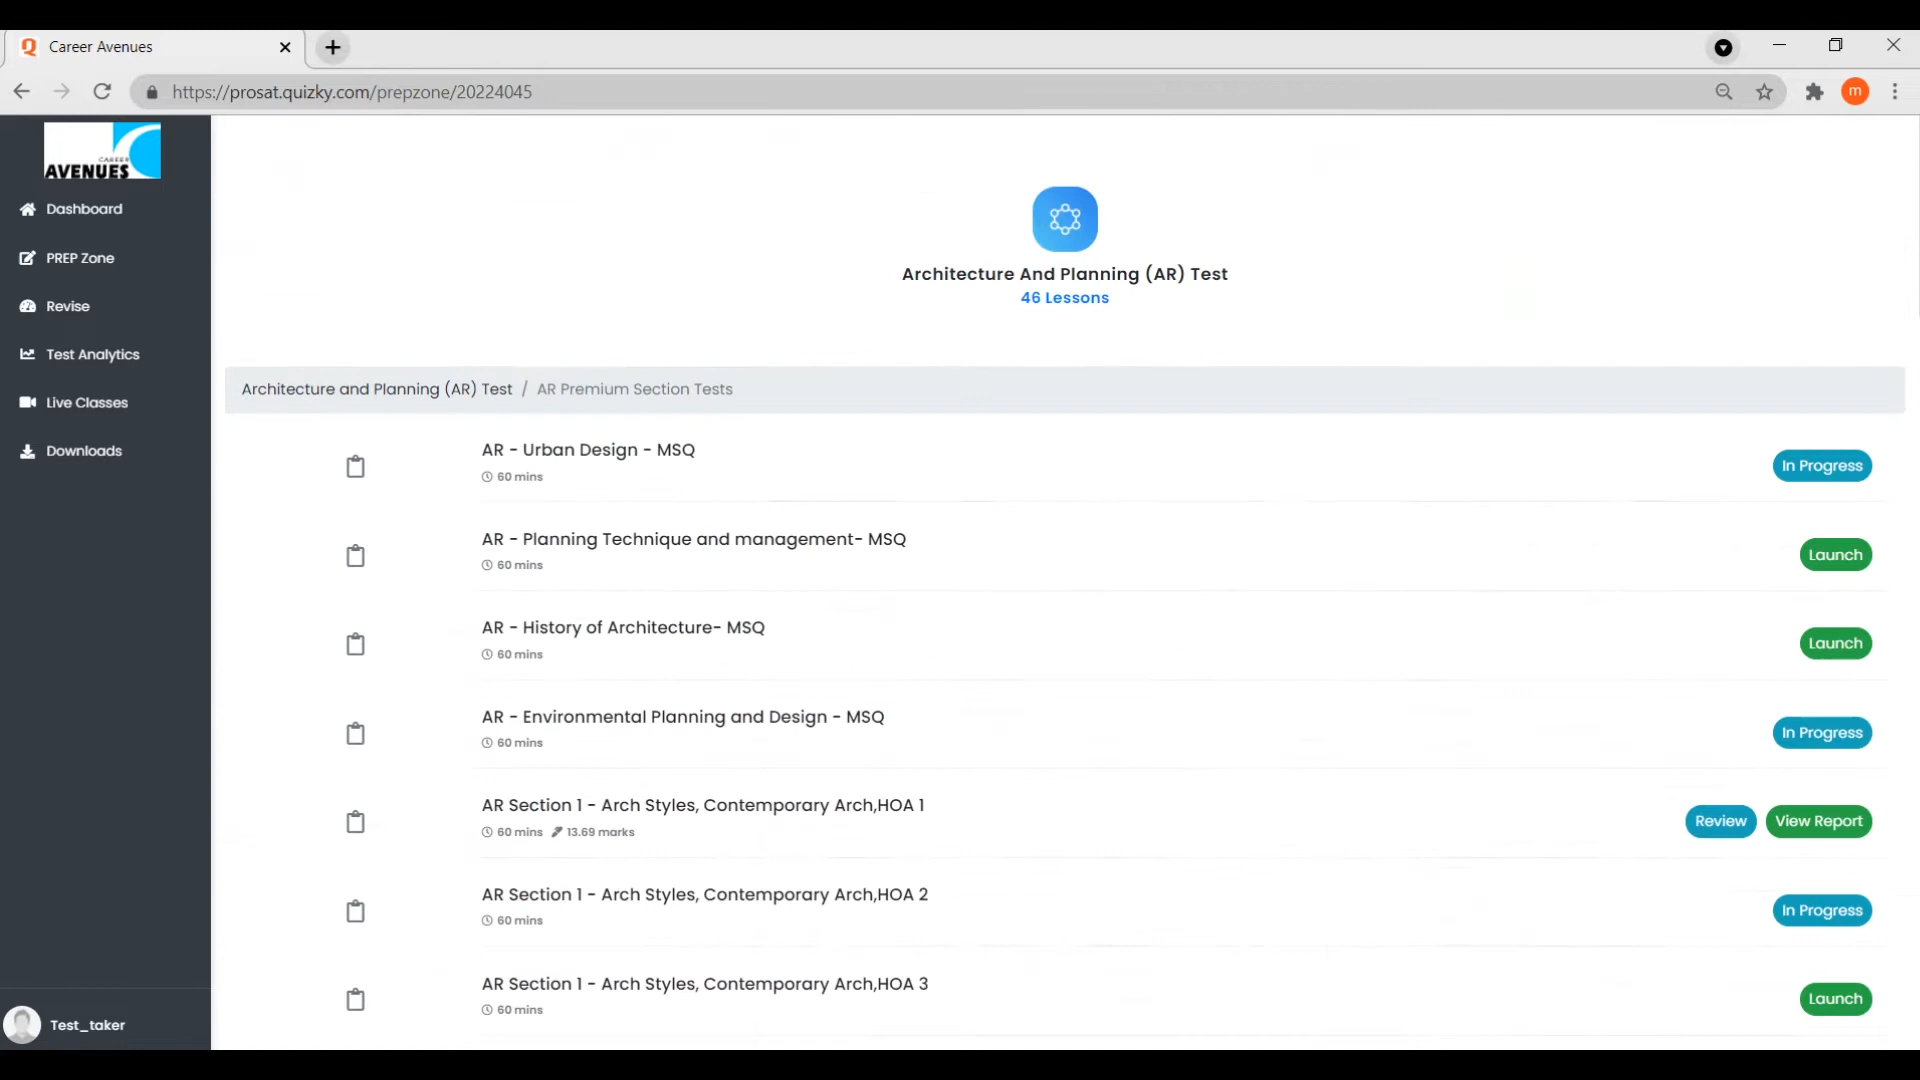 Career Avenues
https://prosat.quizky.com/prepzone/20224045
m
CAREER
AVENUES
Dashboard
PREP Zone
Revise
Test Analytics
Live Classes
Downloads
Test_taker
Architecture And Planning (AR) Test
46 Lessons
Architecture and Planning (AR) Test / AR Premium Section Tests
AR - Urban Design - MSQ
60 mins
In Progress
AR - Planning Technique and management- MSQ
60 mins
Launch
AR - History of Architecture- MSQ
60 mins
Launch
AR - Environmental Planning and Design - MSQ
60 mins
In Progress
AR Section 1 - Arch Styles, Contemporary Arch,HOA 1
60 mins 13.69 marks
Review View Report
AR Section 1 - Arch Styles, Contemporary Arch,HOA 2
60 mins
In Progress
AR Section 1 - Arch Styles, Contemporary Arch,HOA 3
60 mins
Launch